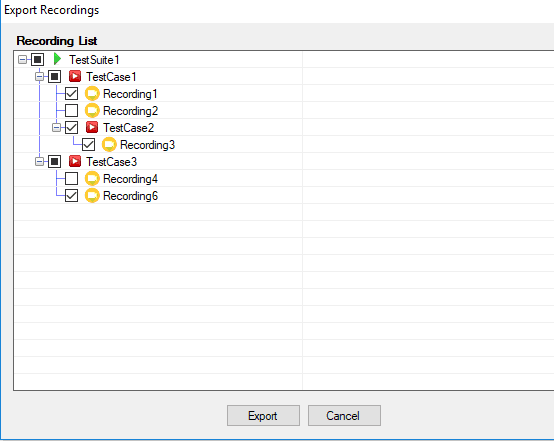 Export Recordings
Recording List
TestSuite1
TestCase1
Recording1
Recording2
TestCase2
Recording3
TestCase3
Recording4
Recording6
Export Cancel